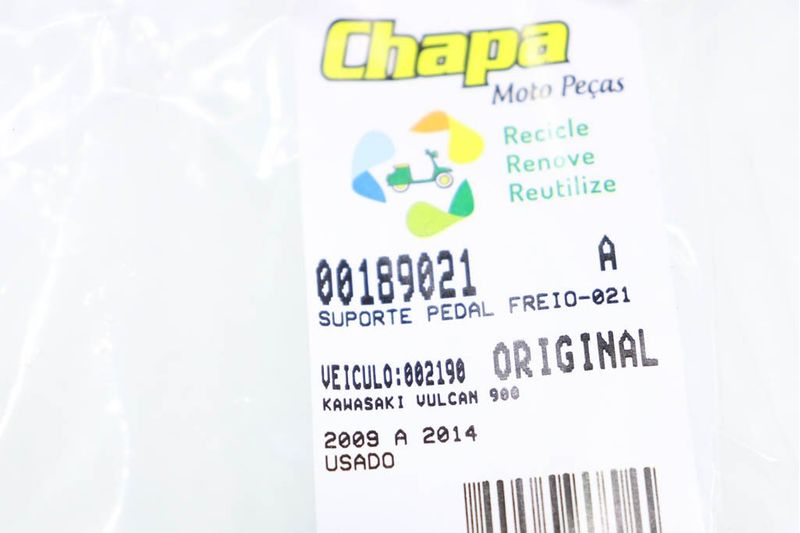 Chapa
Moto Peças
Recicle
Renove
Reutilize
00189021 A
SUPORTE PEDAL FREIO-021
VEICULO:002190 ORIGINAL
KAWASAKI VULCAN 900
2009 A 2014
USADO